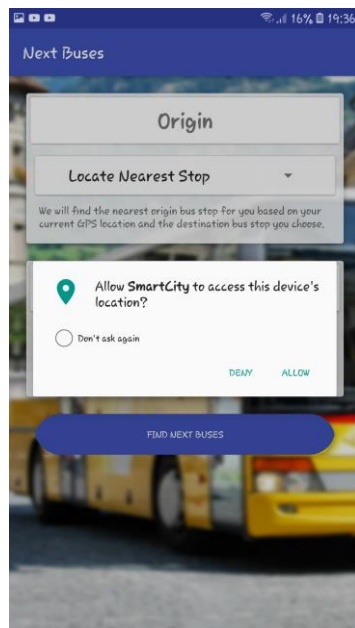 16% 19:36
Next Buses
Origin
Locate Nearest Stop
We will find the nearest origin bus stop for you based on your
current GPS location and the destination bus stop you choose.
Allow SmartCity to access this device's
location?
Don't ask again
DENY ALLOW
FIND NEXT BUSES